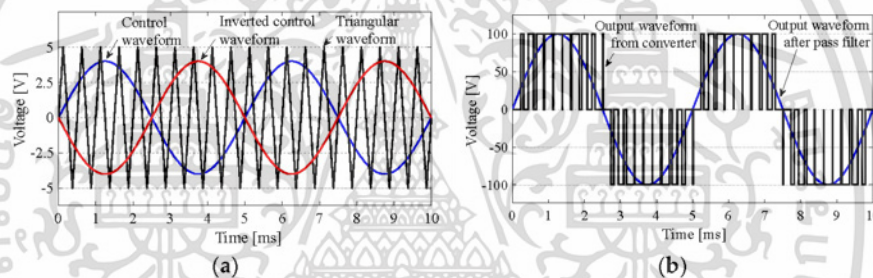 Control
waveform
Inverted control
waveform
Triangular
waveform
5
2.5
0
-2.5
-5
Voltage [V]
0 1 2 3 4 5 6 7 8 9 10
Time [ms]
(a)
Output waveform
from converter
Output waveform
after pass filter
100
50
0
-50
-100
Voltage [V]
0 1 2 3 4 5 6 7 8 9 10
Time [ms]
(b)